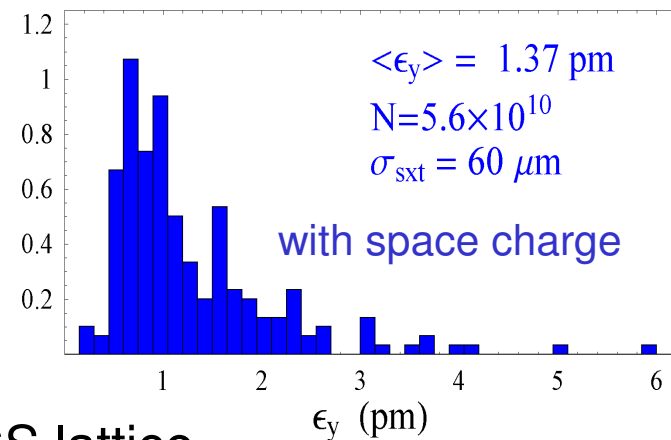 1.2
1
0.8
0.6
0.4
0.2
<ϵy> = 1.37 pm
N=5.6×10^10
σsxt = 60 μm
with space charge
1 2 3 4 5 6
ϵy (pm)
lattice